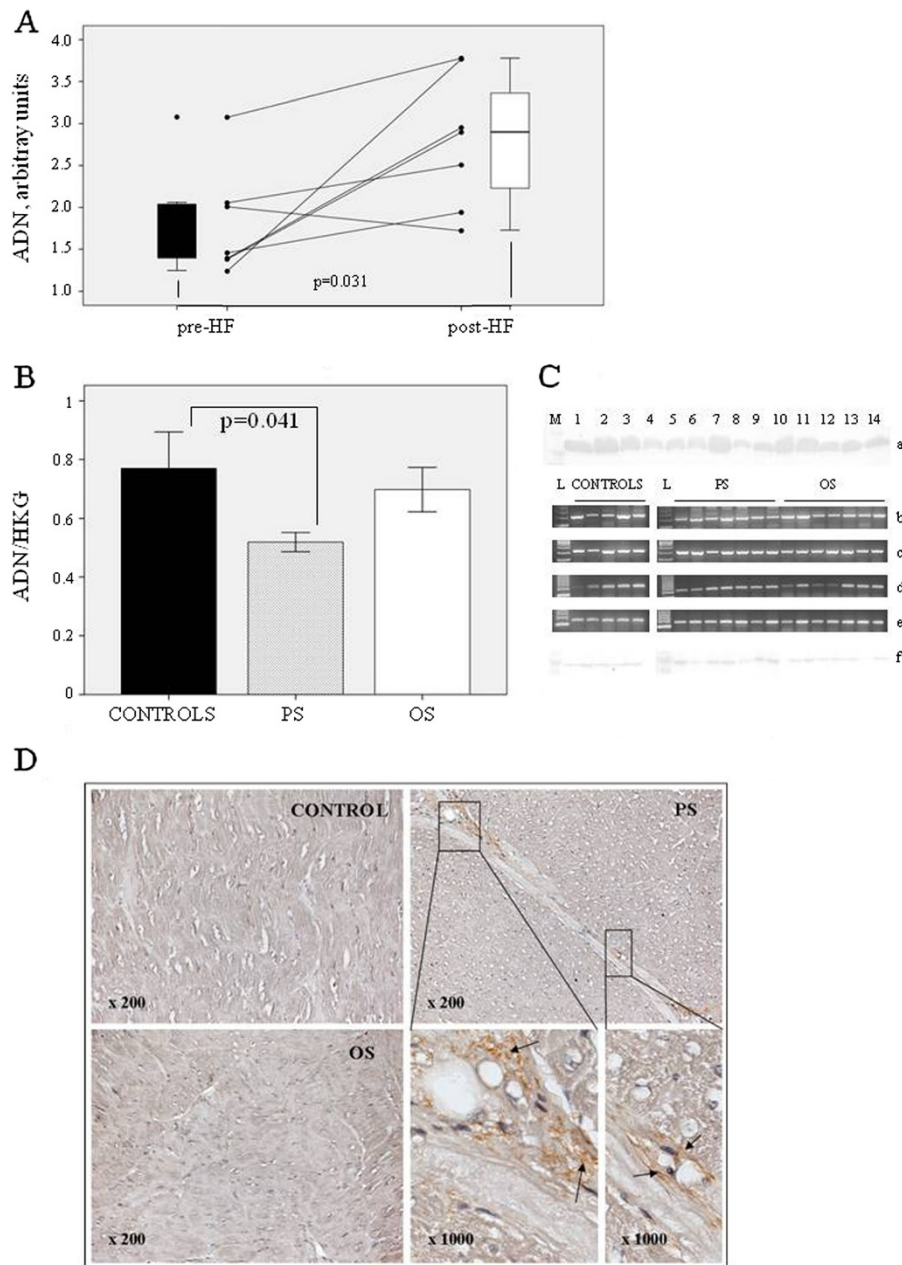 A
ADN, arbitray units
4.0
3.5
3.0
2.5
2.0
1.5
1.0
p=0.031
pre-HF
post-HF
B
ADN/HKG
1
0.8
0.6
0.4
0.2
0
p=0.041
CONTROLS
PS
OS
C
M 1 2 3 4 5 6 7 8 9 10 11 12 13 14
a
L CONTROLS L PS OS
b
c
d
e
f
D
CONTROL
x 200
PS
x 200
OS
x 200
x 1000
x 1000